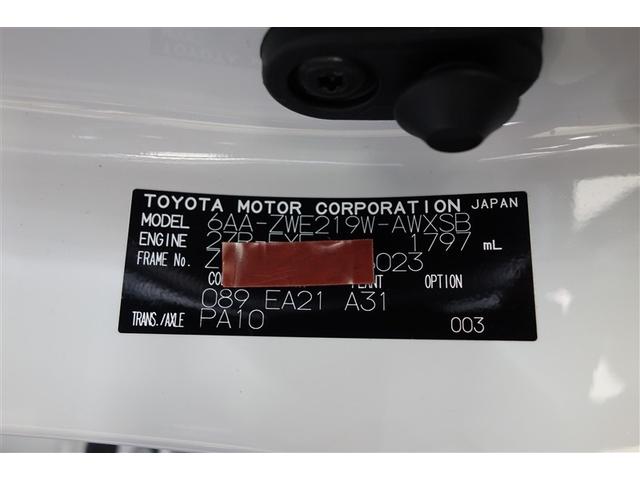 TOYOTA MOTOR CORPORATION JAPAN
MODEL 6AA-ZWE219W-AWXSB
ENGINE 1797 mL
FRAME No. Z 023
PLANT OPTION
089 EA21 A31
TRANS./AXLE PA10 003